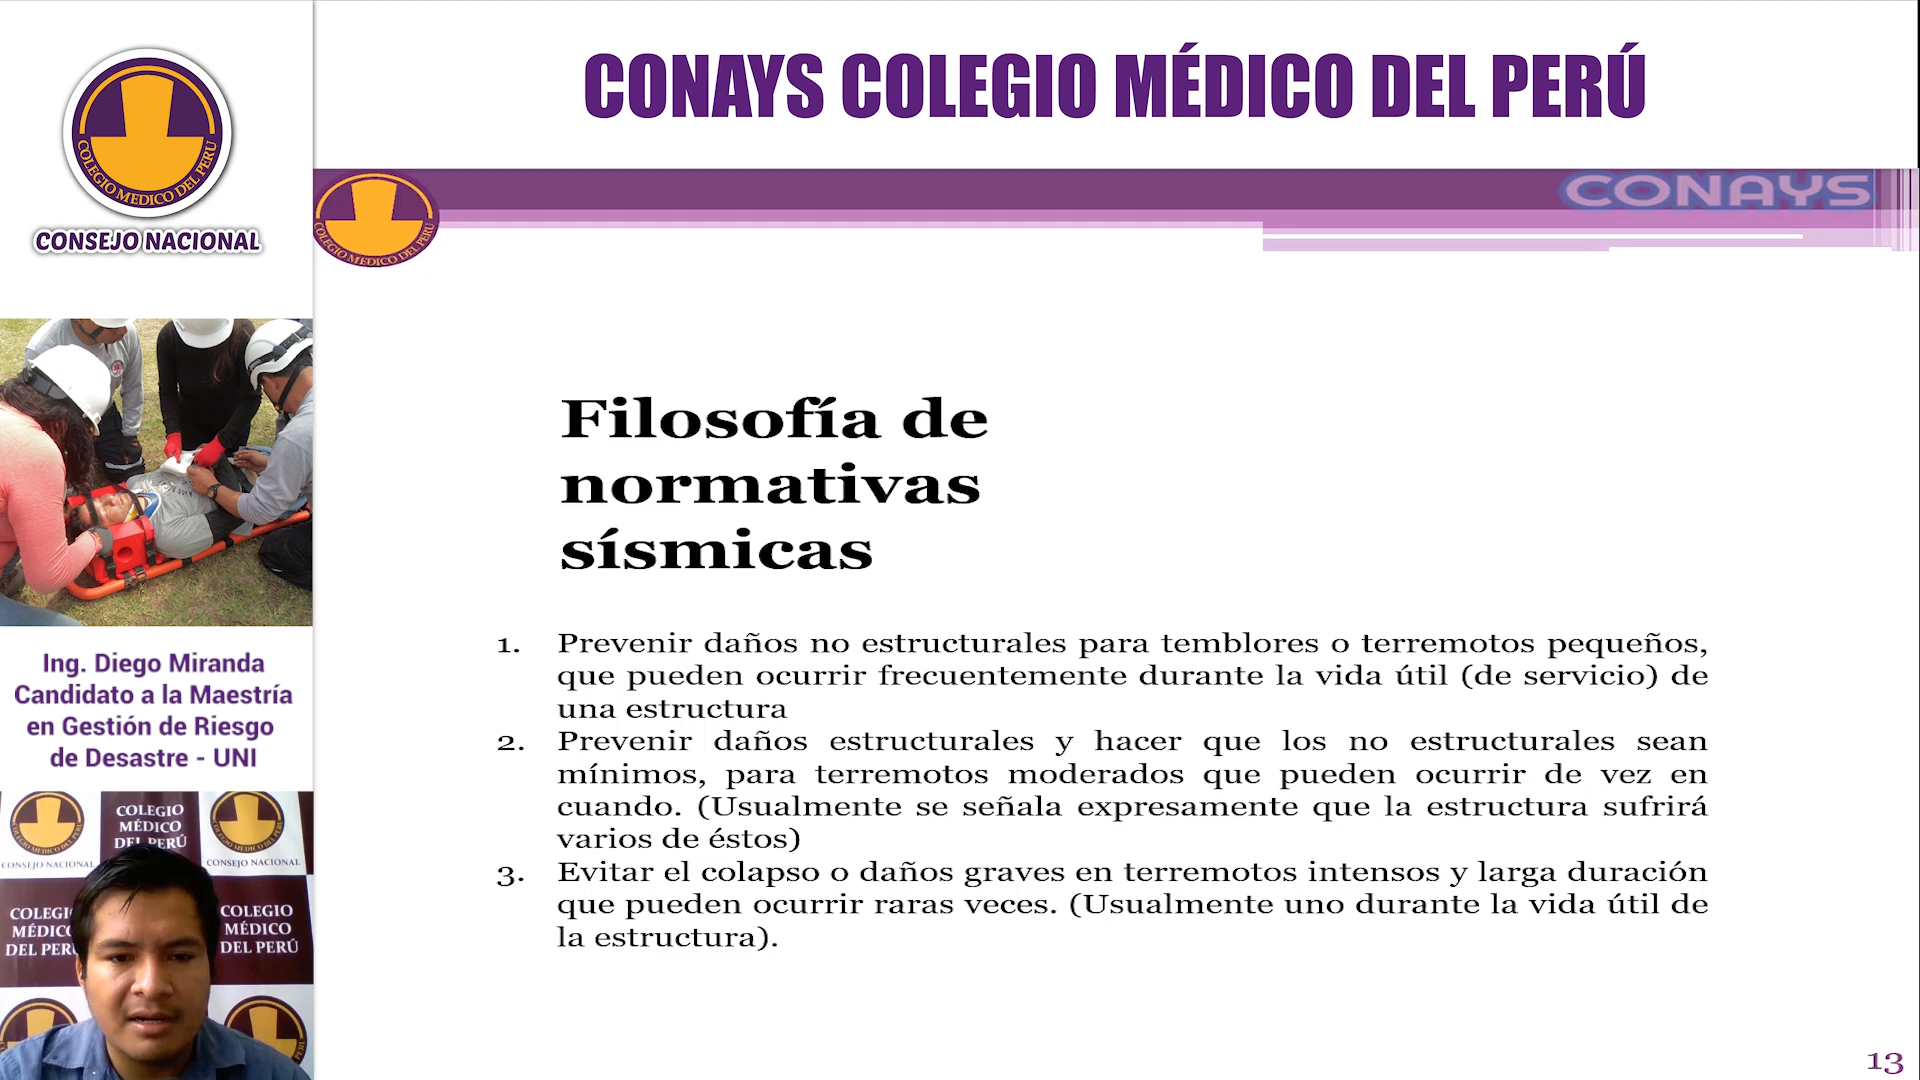 CONAYS COLEGIO MÉDICO DEL PERÚ
COLEGIO MEDICO DEL PERU
CONSEJO NACIONAL
CONAYS
COLEGIO MEDICO DEL PERU
Filosofía de
normativas
sísmicas
1. Prevenir daños no estructurales para temblores o terremotos pequeños,
que pueden ocurrir frecuentemente durante la vida útil (de servicio) de
una estructura
2. Prevenir daños estructurales y hacer que los no estructurales sean
mínimos, para terremotos moderados que pueden ocurrir de vez en
cuando. (Usualmente se señala expresamente que la estructura sufrirá
varios de éstos)
3. Evitar el colapso o daños graves en terremotos intensos y larga duración
que pueden ocurrir raras veces. (Usualmente uno durante la vida útil de
la estructura).
Ing. Diego Miranda
Candidato a la Maestría
en Gestión de Riesgo
de Desastre - UNI
COLEGIO
MÉDICO
DEL PERÚ
CONSEJO NACIONAL
CONSEJO NACIONAL
COLEGIO
MÉDICO
DEL PERÚ
13